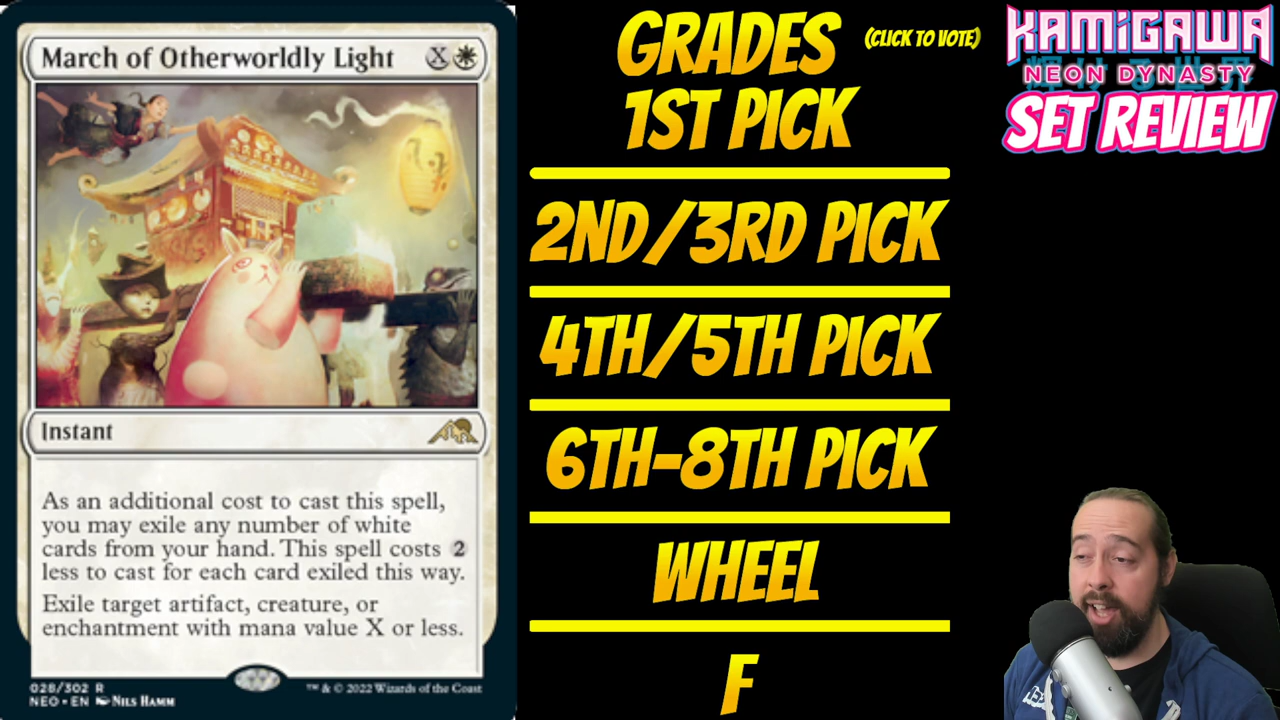 March of Otherworldly Light X
Instant
As an additional cost to cast this spell,
you may exile any number of white
cards from your hand. This spell costs 2
less to cast for each card exiled this way.
Exile target artifact, creature, or
enchantment with mana value X or less.
028/302 R
NEO • EN NILS HAMM
™ & © 2022 Wizards of the Coast
GRADES
(CLICK TO VOTE)
1ST PICK
2ND/3RD PICK
4TH/5TH PICK
6TH-8TH PICK
WHEEL
F
KAMIGAWA
NEON DYNASTY
SET REVIEW